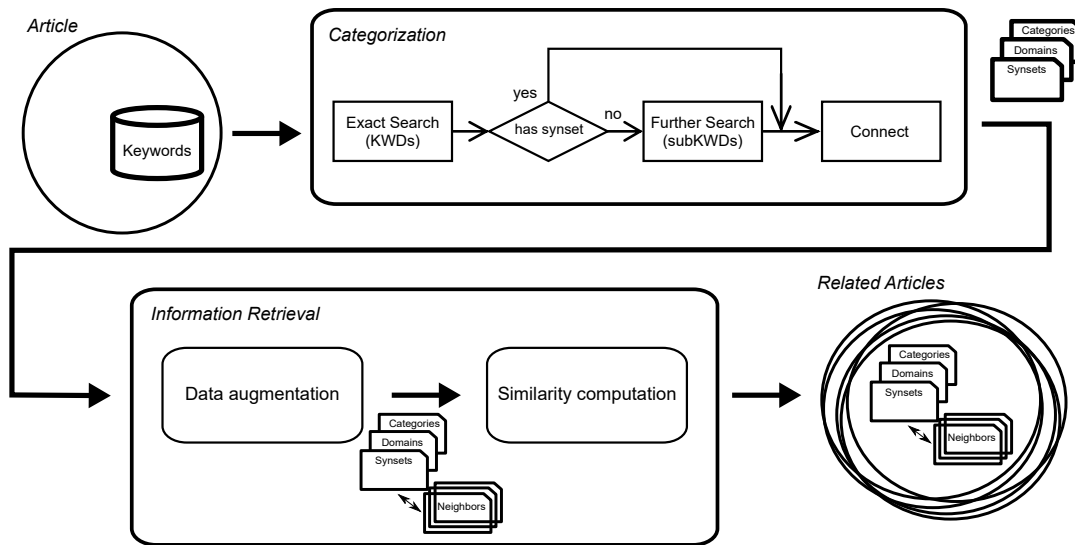 Article
Keywords
Categorization
Exact Search
(KWDs)
yes
has synset
no
Further Search
(subKWDs)
Connect
Categories
Domains
Synsets
Information Retrieval
Data augmentation
Categories
Domains
Synsets
Neighbors
Similarity computation
Related Articles
Categories
Domains
Synsets
Neighbors